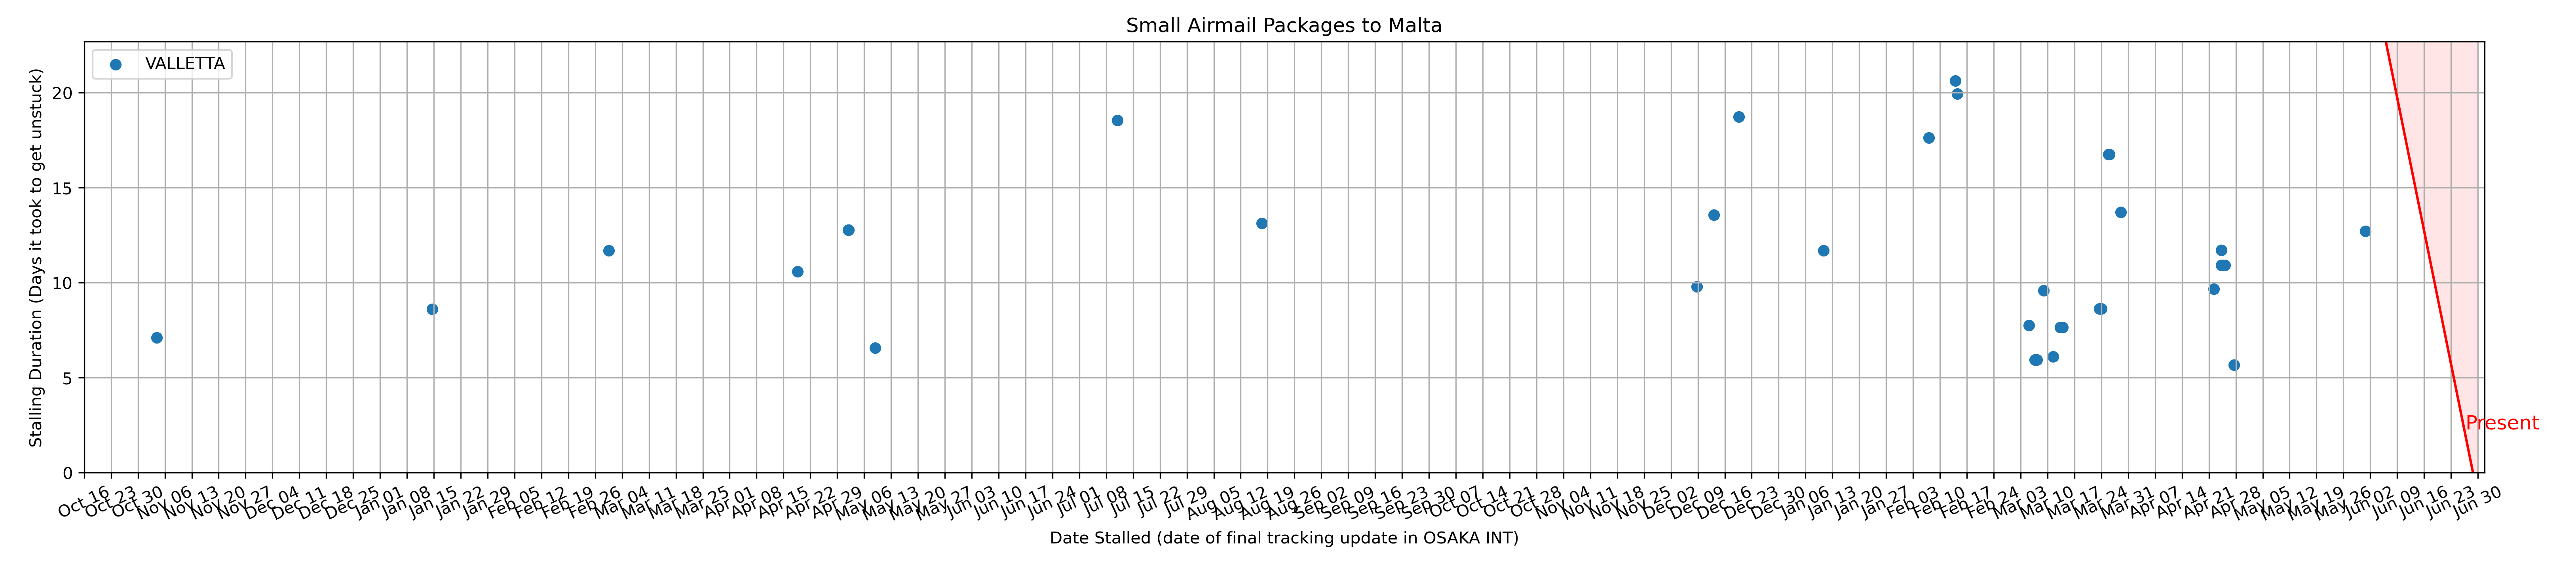 Small Airmail Packages to Malta
VALLETTA
Stalling Duration (Days it took to get unstuck)
20
15
10
5
0
Present
Oct 16 Oct 23 Oct 30 Nov 06 Nov 13 Nov 20 Nov 27 Dec 04 Dec 11 Dec 18 Dec 25 Jan 01 Jan 08 Jan 15 Jan 22 Jan 29 Feb 05 Feb 12 Feb 19 Feb 26 Mar 04 Mar 11 Mar 18 Mar 25 Apr 01 Apr 08 Apr 15 Apr 22 Apr 29 May 06 May 13 May 20 May 27 Jun 03 Jun 10 Jun 17 Jun 24 Jul 01 Jul 08 Jul 15 Jul 22 Jul 29 Aug 05 Aug 12 Aug 19 Aug 26 Sep 02 Sep 09 Sep 16 Sep 23 Sep 30 Oct 07 Oct 14 Oct 21 Oct 28 Nov 04 Nov 11 Nov 18 Nov 25 Dec 02 Dec 09 Dec 16 Dec 23 Dec 30 Jan 06 Jan 13 Jan 20 Jan 27 Feb 03 Feb 10 Feb 17 Feb 24 Mar 03 Mar 10 Mar 17 Mar 24 Mar 31 Apr 07 Apr 14 Apr 21 Apr 28 May 05 May 12 May 19 May 26 Jun 02 Jun 09 Jun 16 Jun 23 Jun 30
Date Stalled (date of final tracking update in OSAKA INT)